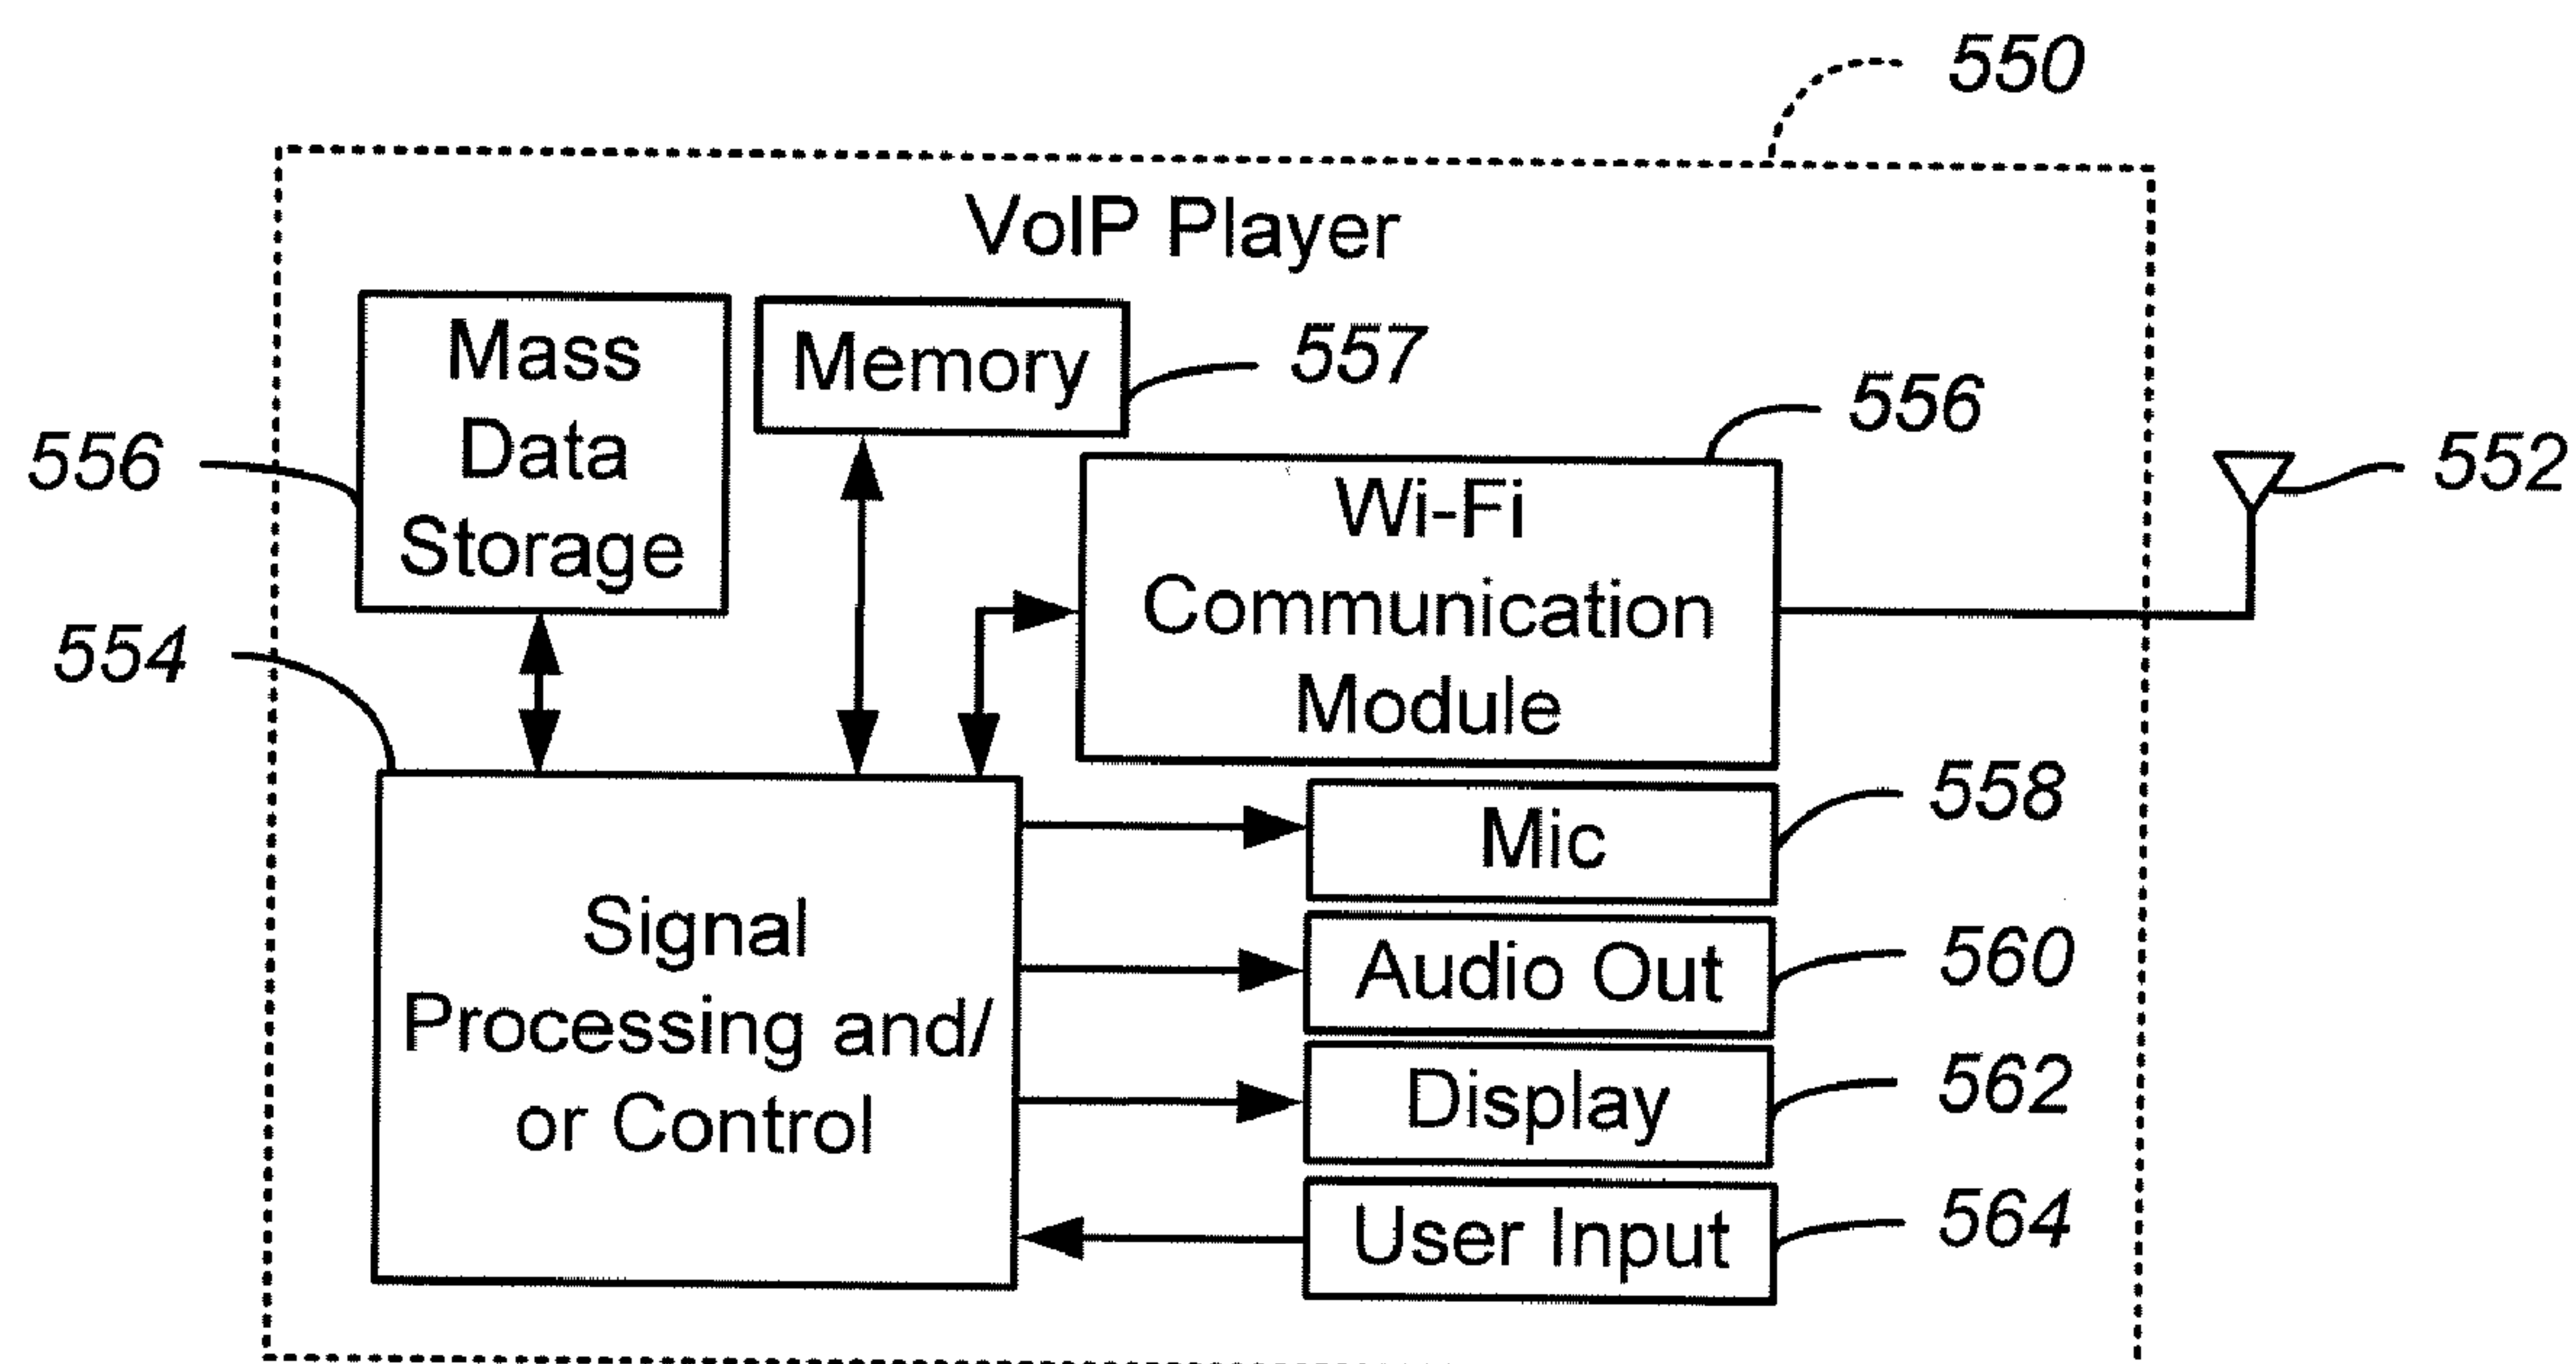 550
VoIP Player
Mass
Data
Storage
Memory
557
556
556
552
Wi-Fi
Communication
Module
554
558
Mic
Signal
Processing and/
or Control
Audio Out
560
Display
562
User Input
564